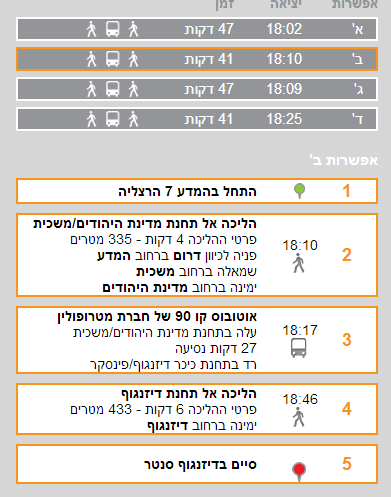 אפשרות יציאה זמן
א' 18:02 47 דקות
ב' 18:10 41 דקות
ג' 18:09 47 דקות
ד' 18:25 41 דקות
אפשרות ב'
1 התחל בהמדע 7 הרצליה
2 18:10 הליכה אל תחנת מדינת היהודים/משכית
פרטי ההליכה 4 דקות - 335 מטרים
פניה לכיוון דרום ברחוב המדע
שמאלה ברחוב משכית
ימינה ברחוב מדינת היהודים
3 18:17 אוטובוס קו 90 של חברת מטרופולין
עלה בתחנת מדינת היהודים/משכית
27 דקות נסיעה
רד בתחנת כיכר דיזנגוף/פינסקר
4 18:46 הליכה אל תחנת דיזנגוף
פרטי ההליכה 6 דקות - 433 מטרים
ימינה ברחוב דיזנגוף
5 סיים בדיזנגוף סנטר